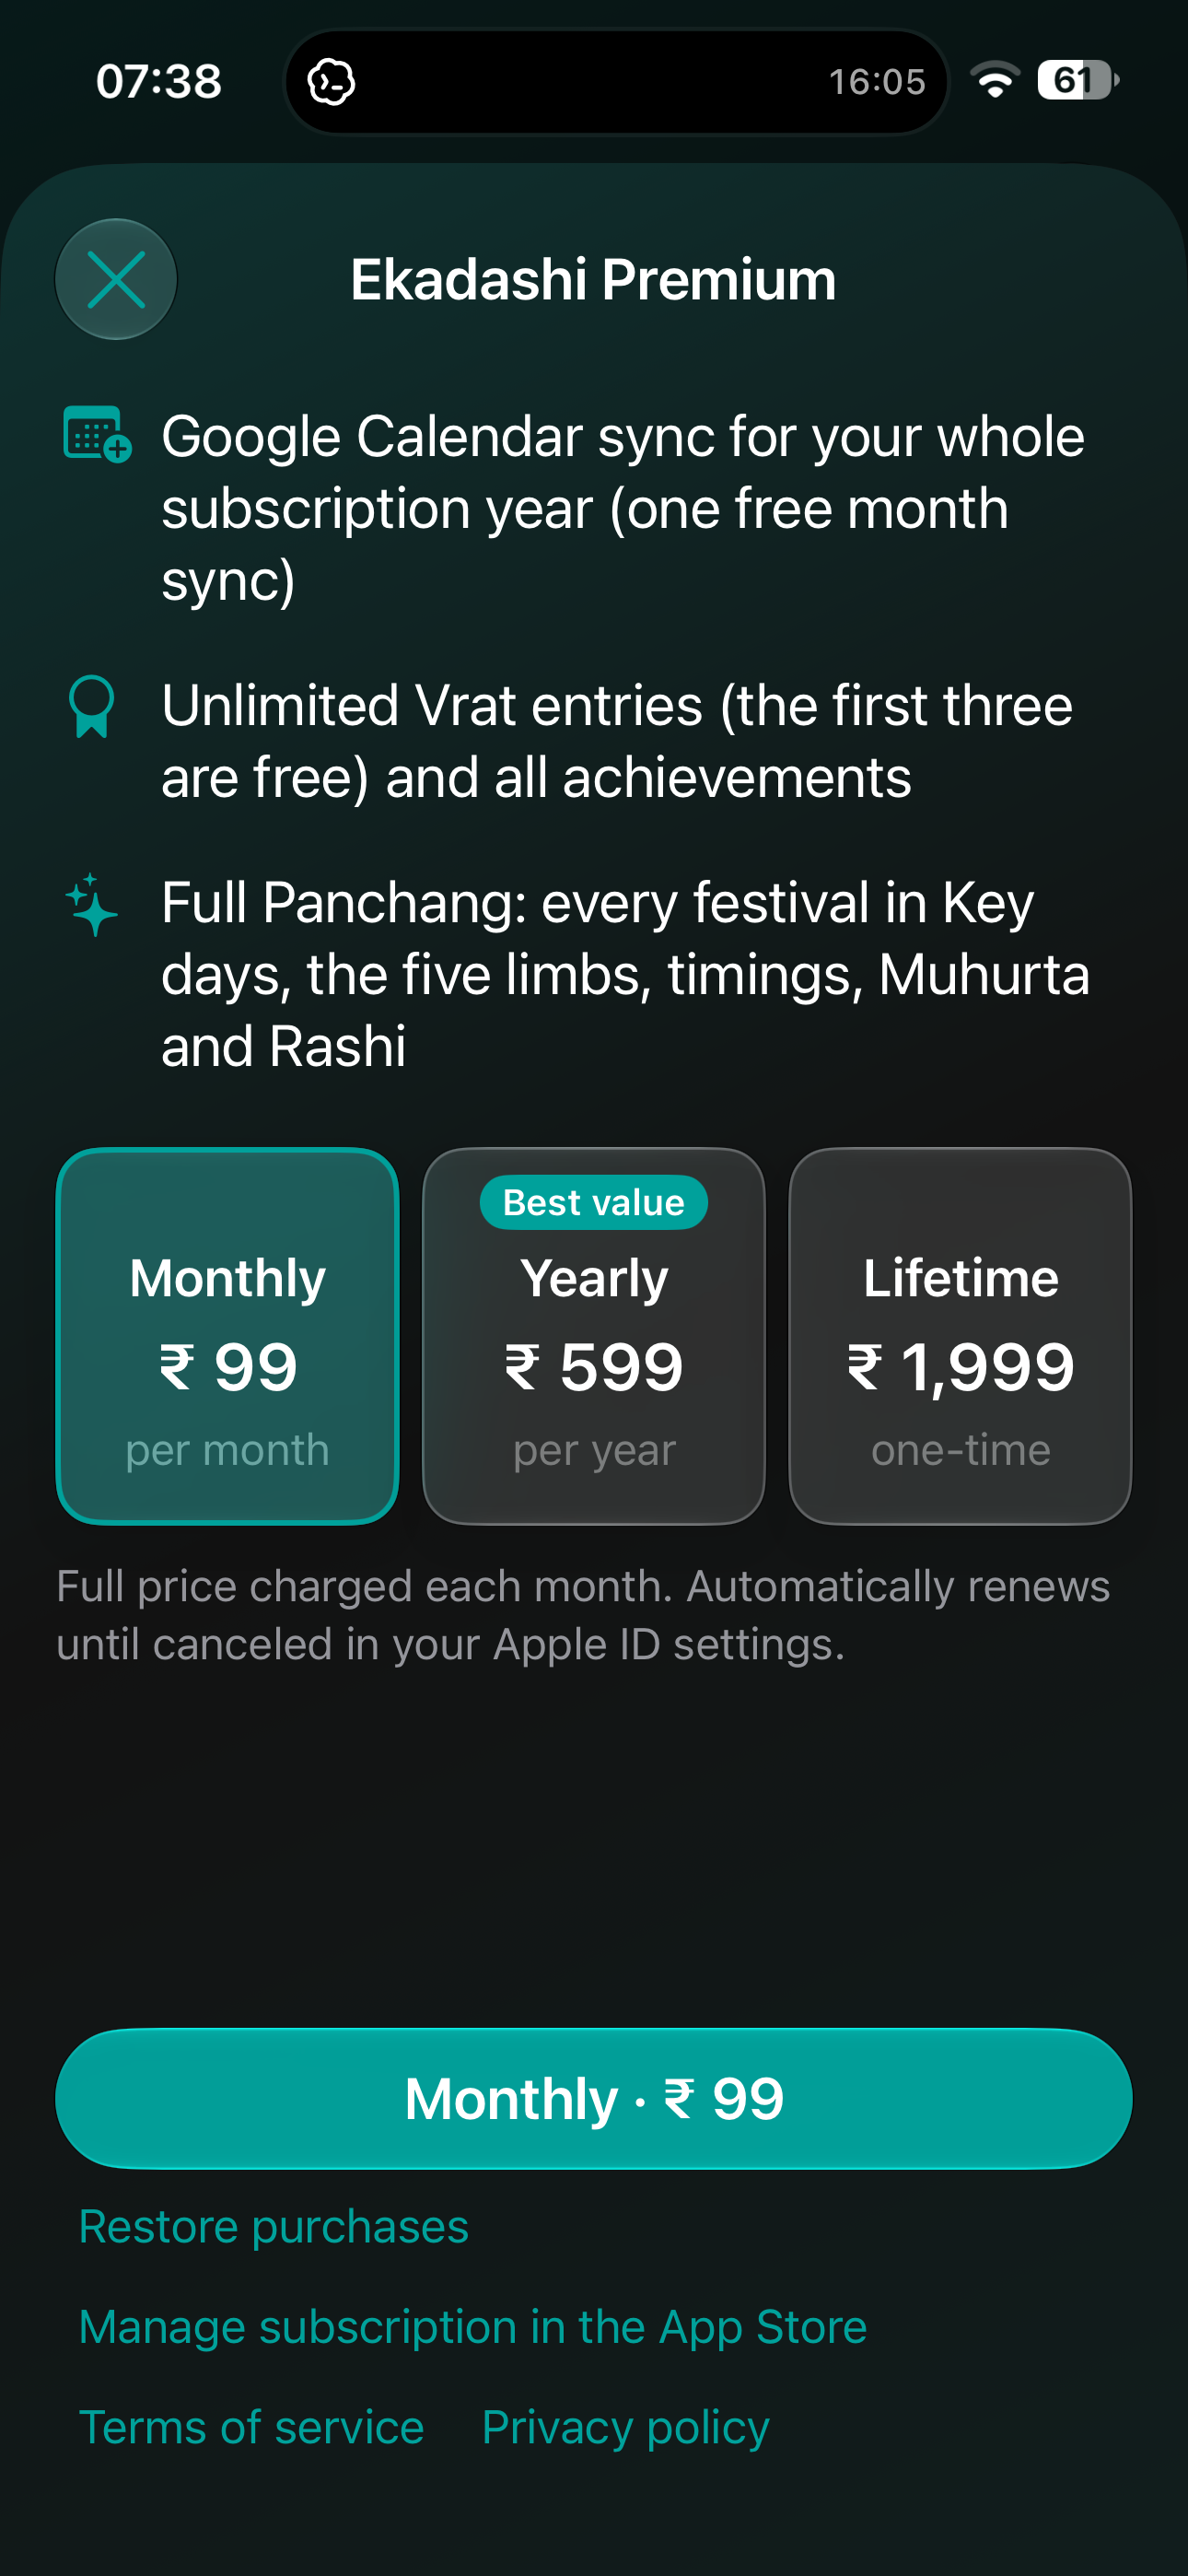 07:38
16:05
61
Ekadashi Premium
Google Calendar sync for your whole
subscription year (one free month
sync)
Unlimited Vrat entries (the first three
are free) and all achievements
Full Panchang: every festival in Key
days, the five limbs, timings, Muhurta
and Rashi
Monthly
₹ 99
per month
Best value
Yearly
₹ 599
per year
Lifetime
₹ 1,999
one-time
Full price charged each month. Automatically renews
until canceled in your Apple ID settings.
Monthly · ₹ 99
Restore purchases
Manage subscription in the App Store
Terms of service Privacy policy